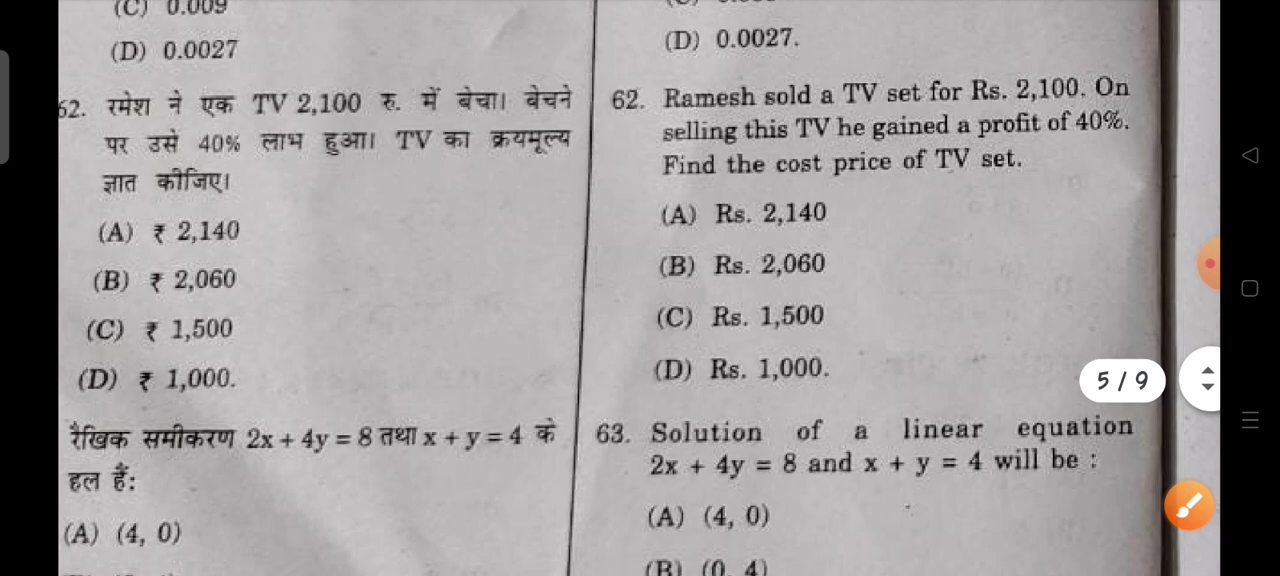 (C) 0.009
(D) 0.0027
62. रमेश ने एक TV 2,100 रु. में बेचा। बेचने
पर उसे 40% लाभ हुआ। TV का क्रयमूल्य
ज्ञात कीजिए।
(A) ₹ 2,140
(B) ₹ 2,060
(C) ₹ 1,500
(D) ₹ 1,000.
रैखिक समीकरण 2x + 4y = 8 तथा x + y = 4 के
हल हैं:
(A) (4, 0)
(D) 0.0027.
62. Ramesh sold a TV set for Rs. 2,100. On
selling this TV he gained a profit of 40%.
Find the cost price of TV set.
(A) Rs. 2,140
(B) Rs. 2,060
(C) Rs. 1,500
(D) Rs. 1,000.
63. Solution of a linear equation
2x + 4y = 8 and x + y = 4 will be :
(A) (4, 0)
(B) (0, 4)
5 / 9